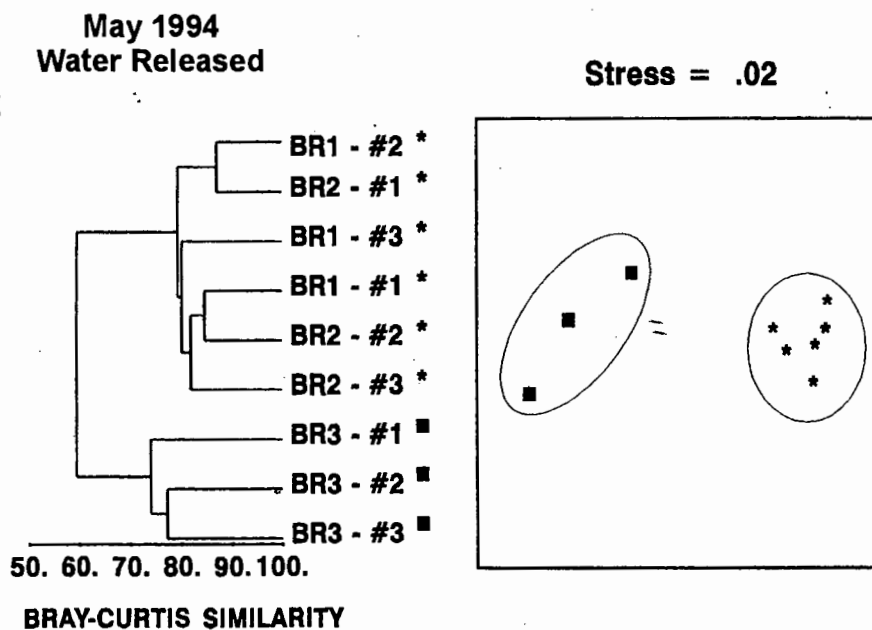 May 1994
Water Released
Stress = .02
BR1 - #2 *
BR2 - #1 *
BR1 - #3 *
BR1 - #1 *
BR2 - #2 *
BR2 - #3 *
BR3 - #1 ■
BR3 - #2 ■
BR3 - #3 ■
50. 60. 70. 80. 90. 100.
BRAY-CURTIS SIMILARITY